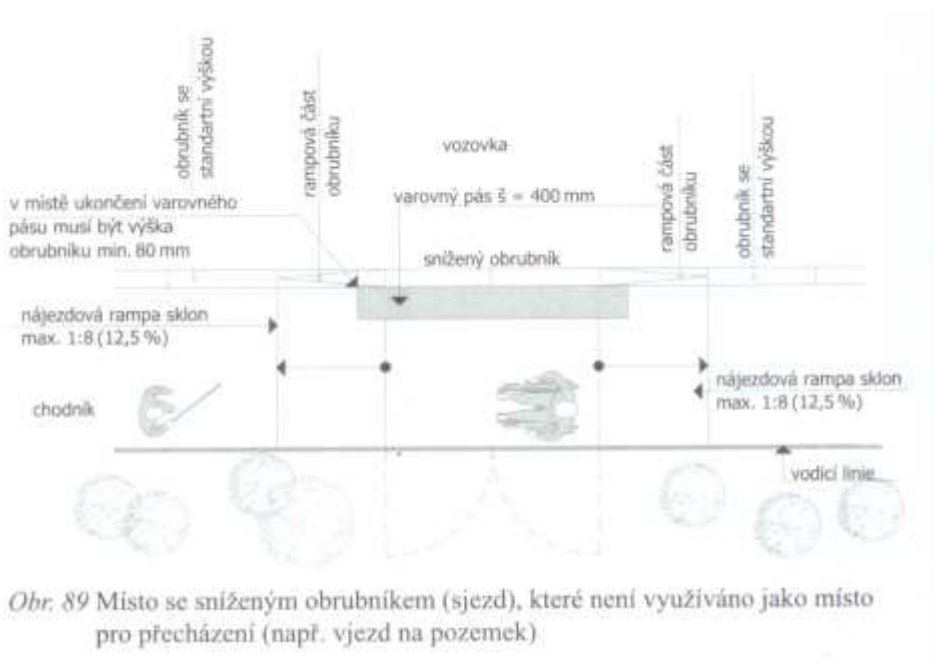 obrubník se
standartní výškou
rampová část
obrubníku
vozovka
rampová část
obrubníku
obrubník se
standartní výškou
v místě ukončení varovného
pásu musí být výška
obrubníku min. 80 mm
varovný pás š = 400 mm
snížený obrubník
nájezdová rampa sklon
max. 1:8 (12,5 %)
nájezdová rampa sklon
max. 1:8 (12,5 %)
chodník
vodicí linie
Obr. 89 Místo se sníženým obrubníkem (sjezd), které není využíváno jako místo
pro přecházení (např. vjezd na pozemek)